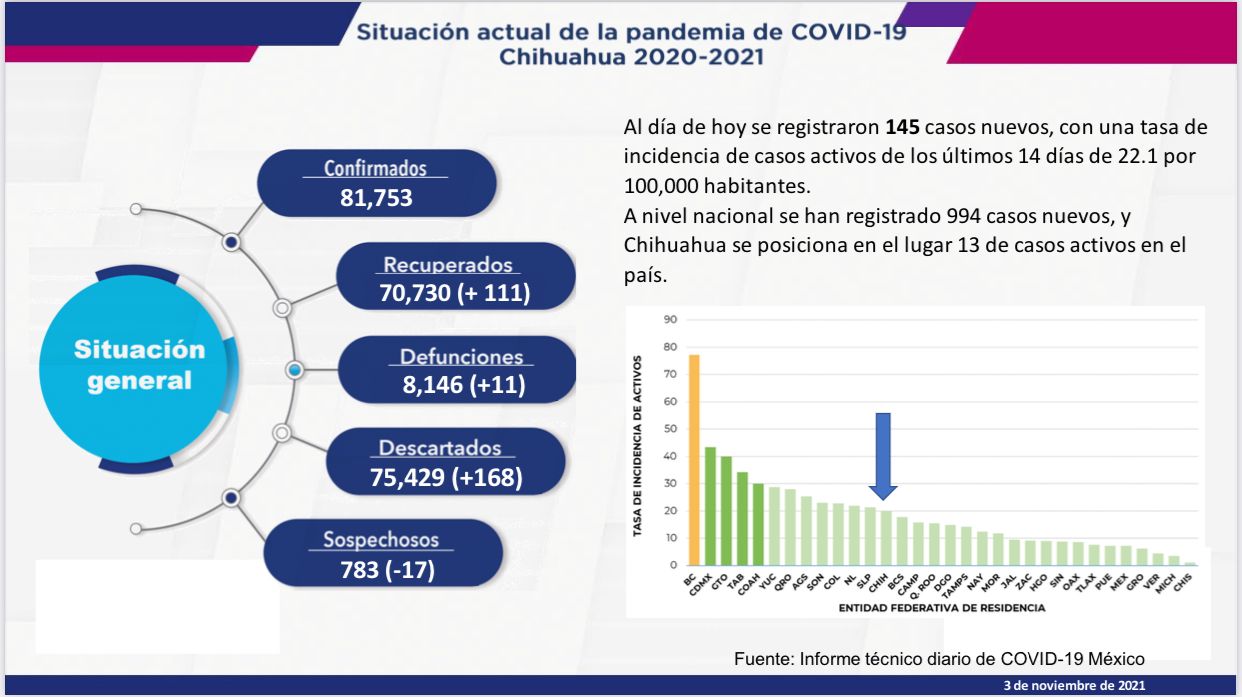 Situación actual de la pandemia de COVID-19
Chihuahua 2020-2021
Situación
general
Confirmados
81,753
Recuperados
70,730 (+ 111)
Defunciones
8,146 (+11)
Descartados
75,429 (+168)
Sospechosos
783 (-17)
Al día de hoy se registraron 145 casos nuevos, con una tasa de
incidencia de casos activos de los últimos 14 días de 22.1 por
100,000 habitantes.
A nivel nacional se han registrado 994 casos nuevos, y
Chihuahua se posiciona en el lugar 13 de casos activos en el
país.
TASA DE INCIDENCIA DE ACTIVOS
90
80
70
60
50
40
30
20
10
0
BC
CDMX
GTO
TAB
COAH
YUC
QRO
AGS
SON
COL
NL
SLP
CHIH
BCS
CAMP
Q. ROO
DGO
TAMPS
NAY
MOR
JAL
ZAC
HGO
SIN
OAX
TLAX
PUE
MEX
GRO
VER
MICH
CHIS
ENTIDAD FEDERATIVA DE RESIDENCIA
Fuente: Informe técnico diario de COVID-19 México
3 de noviembre de 2021